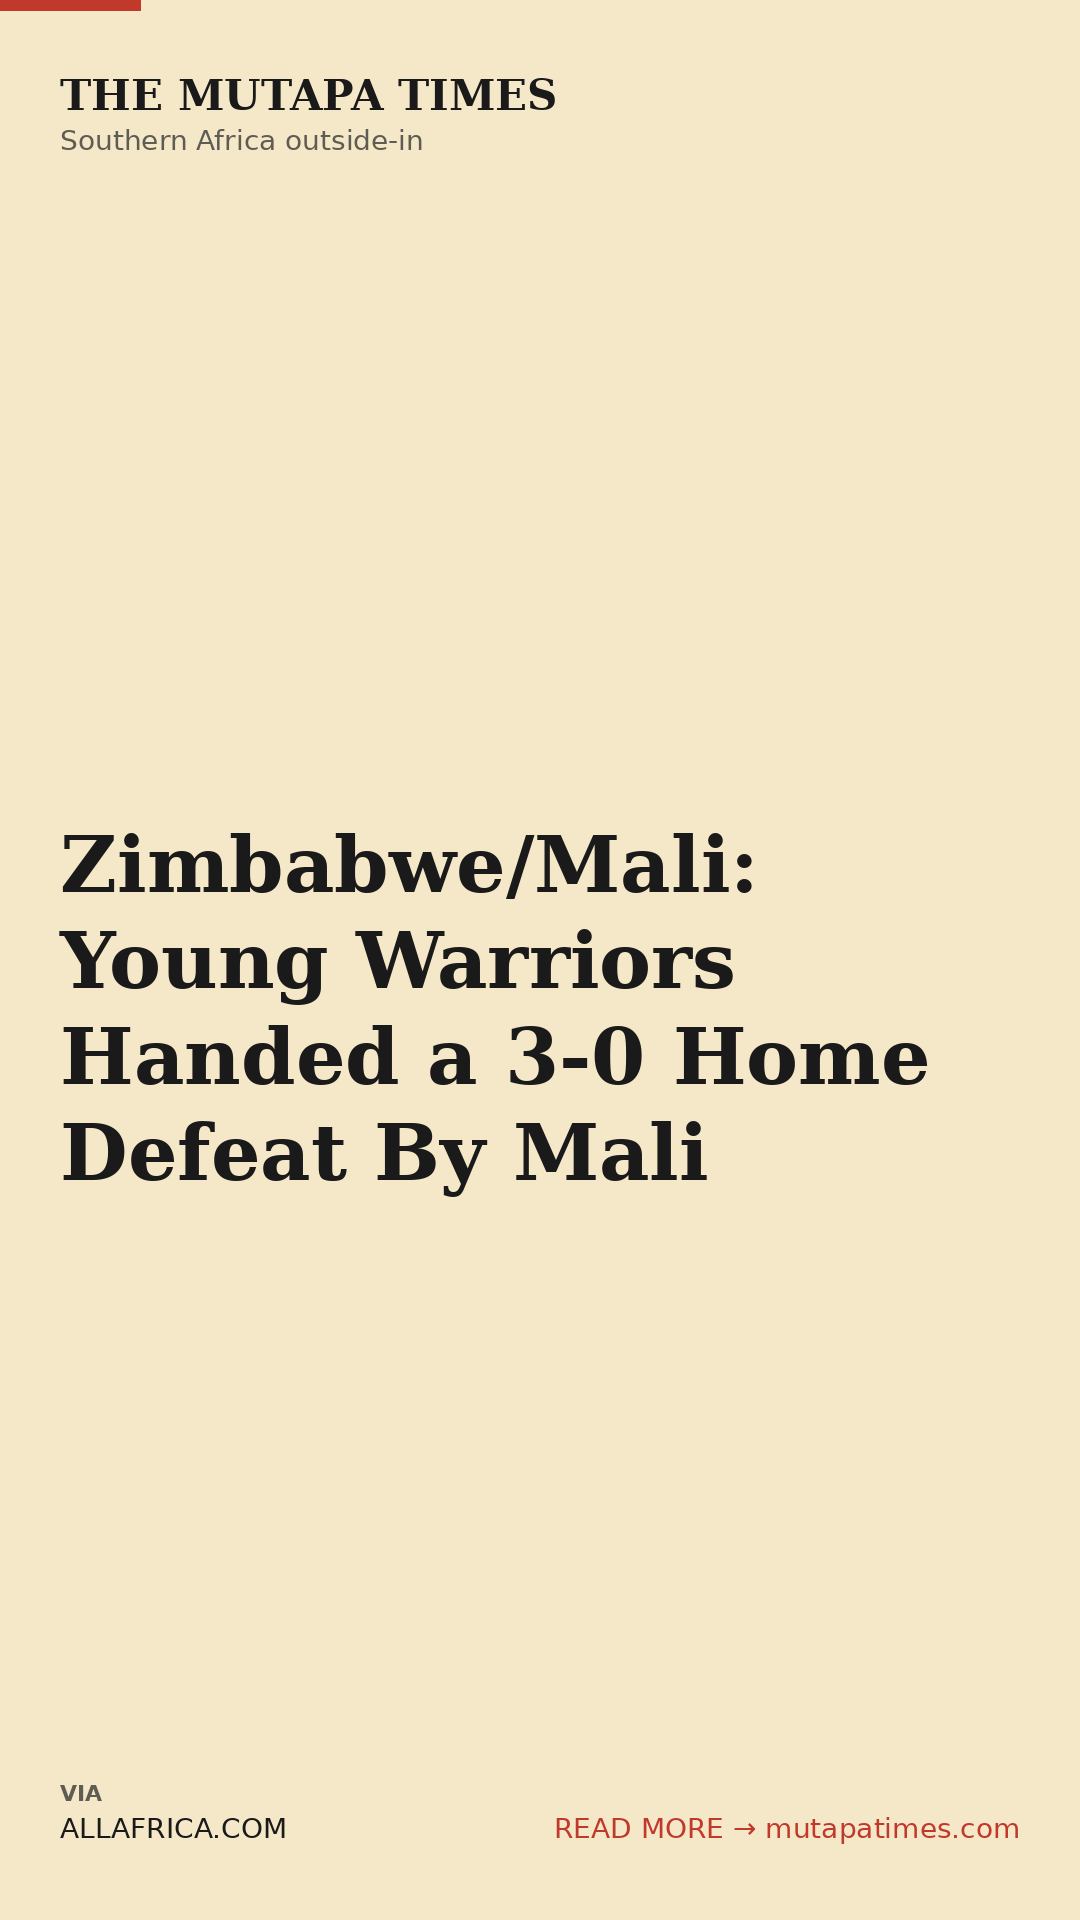 THE MUTAPA TIMES
Southern Africa outside-in
Zimbabwe/Mali:
Young Warriors
Handed a 3-0 Home
Defeat By Mali
VIA
ALLAFRICA.COM
READ MORE → mutapatimes.com